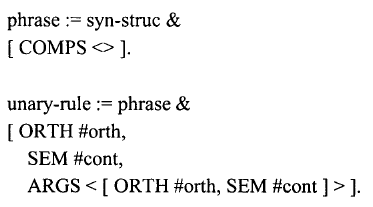 phrase := syn-struc &
[ COMPS <> ].
unary-rule := phrase &
[ ORTH #orth,
SEM #cont,
ARGS < [ ORTH #orth, SEM #cont ] > ].